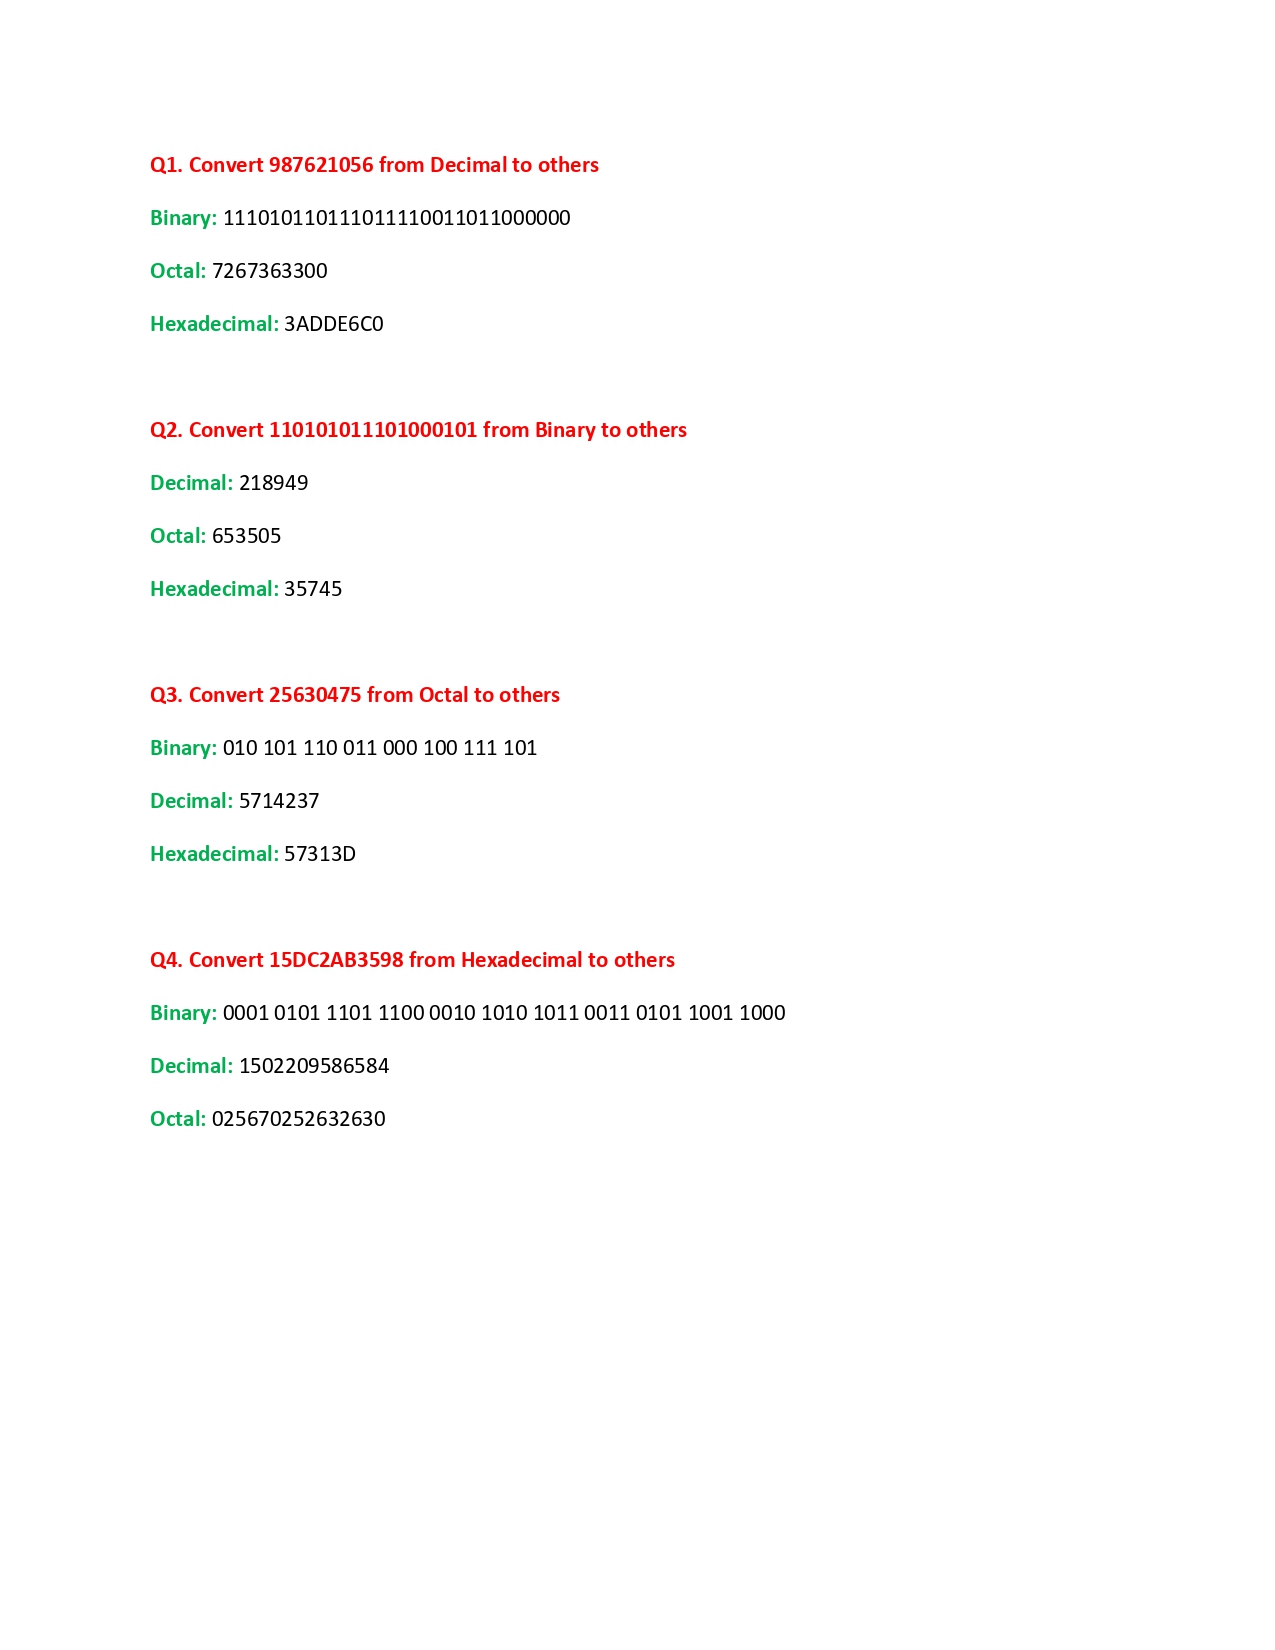 Q1. Convert 987621056 from Decimal to others
Binary: 111010110111011110011011000000
Octal: 7267363300
Hexadecimal: 3ADDE6C0
Q2. Convert 110101011101000101 from Binary to others
Decimal: 218949
Octal: 653505
Hexadecimal: 35745
Q3. Convert 25630475 from Octal to others
Binary: 010 101 110 011 000 100 111 101
Decimal: 5714237
Hexadecimal: 57313D
Q4. Convert 15DC2AB3598 from Hexadecimal to others
Binary: 0001 0101 1101 1100 0010 1010 1011 0011 0101 1001 1000
Decimal: 1502209586584
Octal: 025670252632630